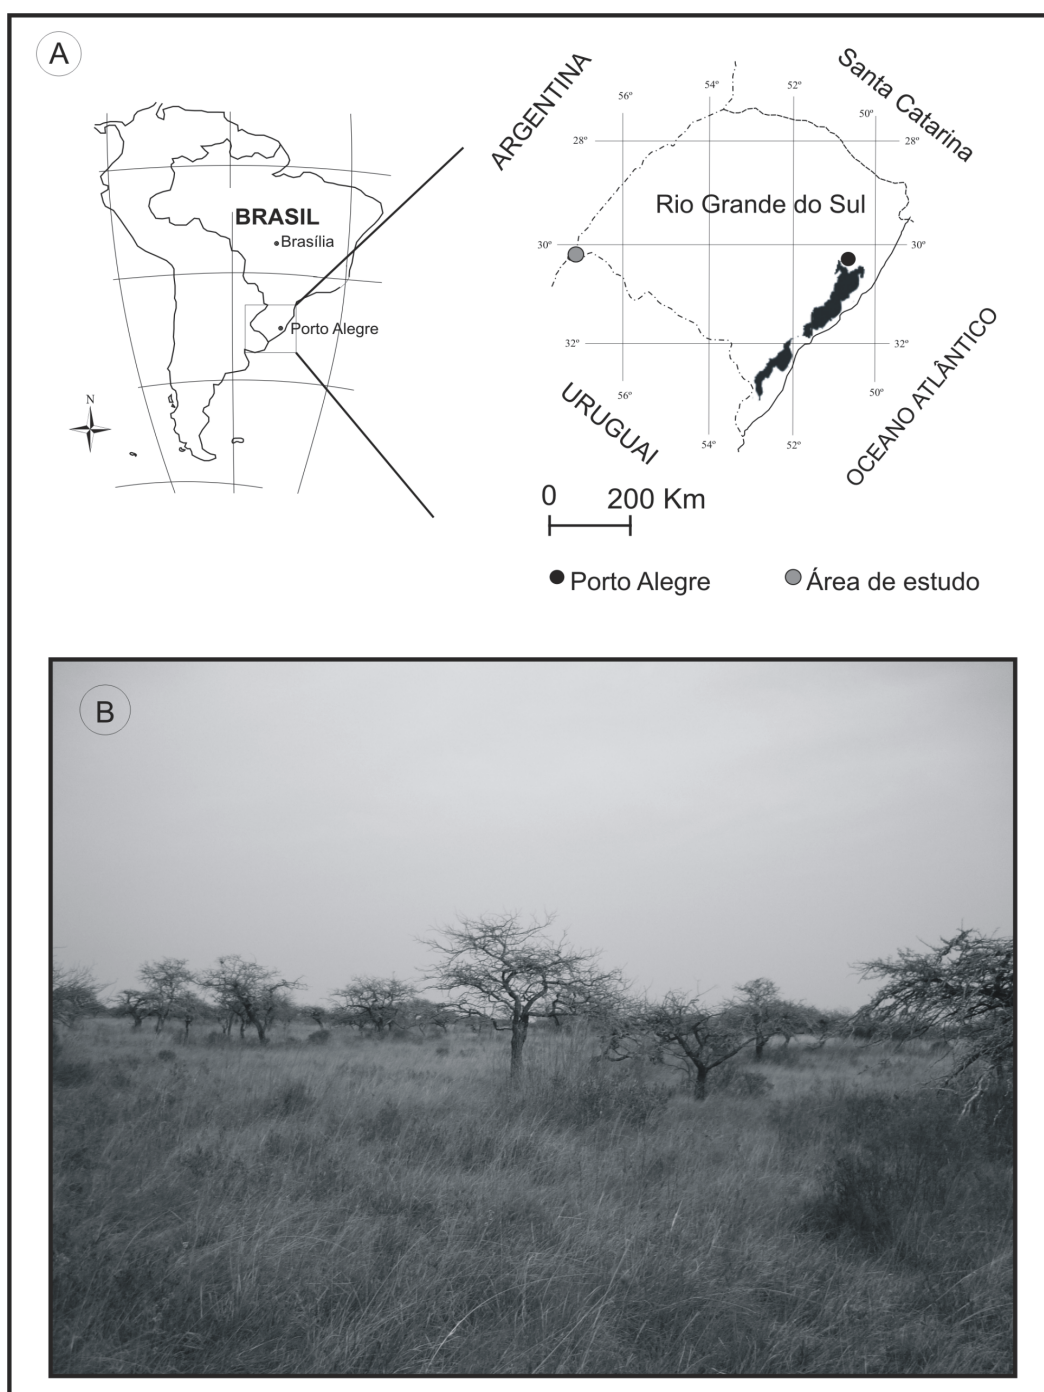 A
BRASIL
Brasília
Porto Alegre
N
ARGENTINA
Santa Catarina
56º
54º
52º
50º
28º
28º
Rio Grande do Sul
30º
30º
32º
32º
56º
50º
54º
52º
URUGUAI
OCEANO ATLÂNTICO
0 200 Km
Porto Alegre
Área de estudo
B